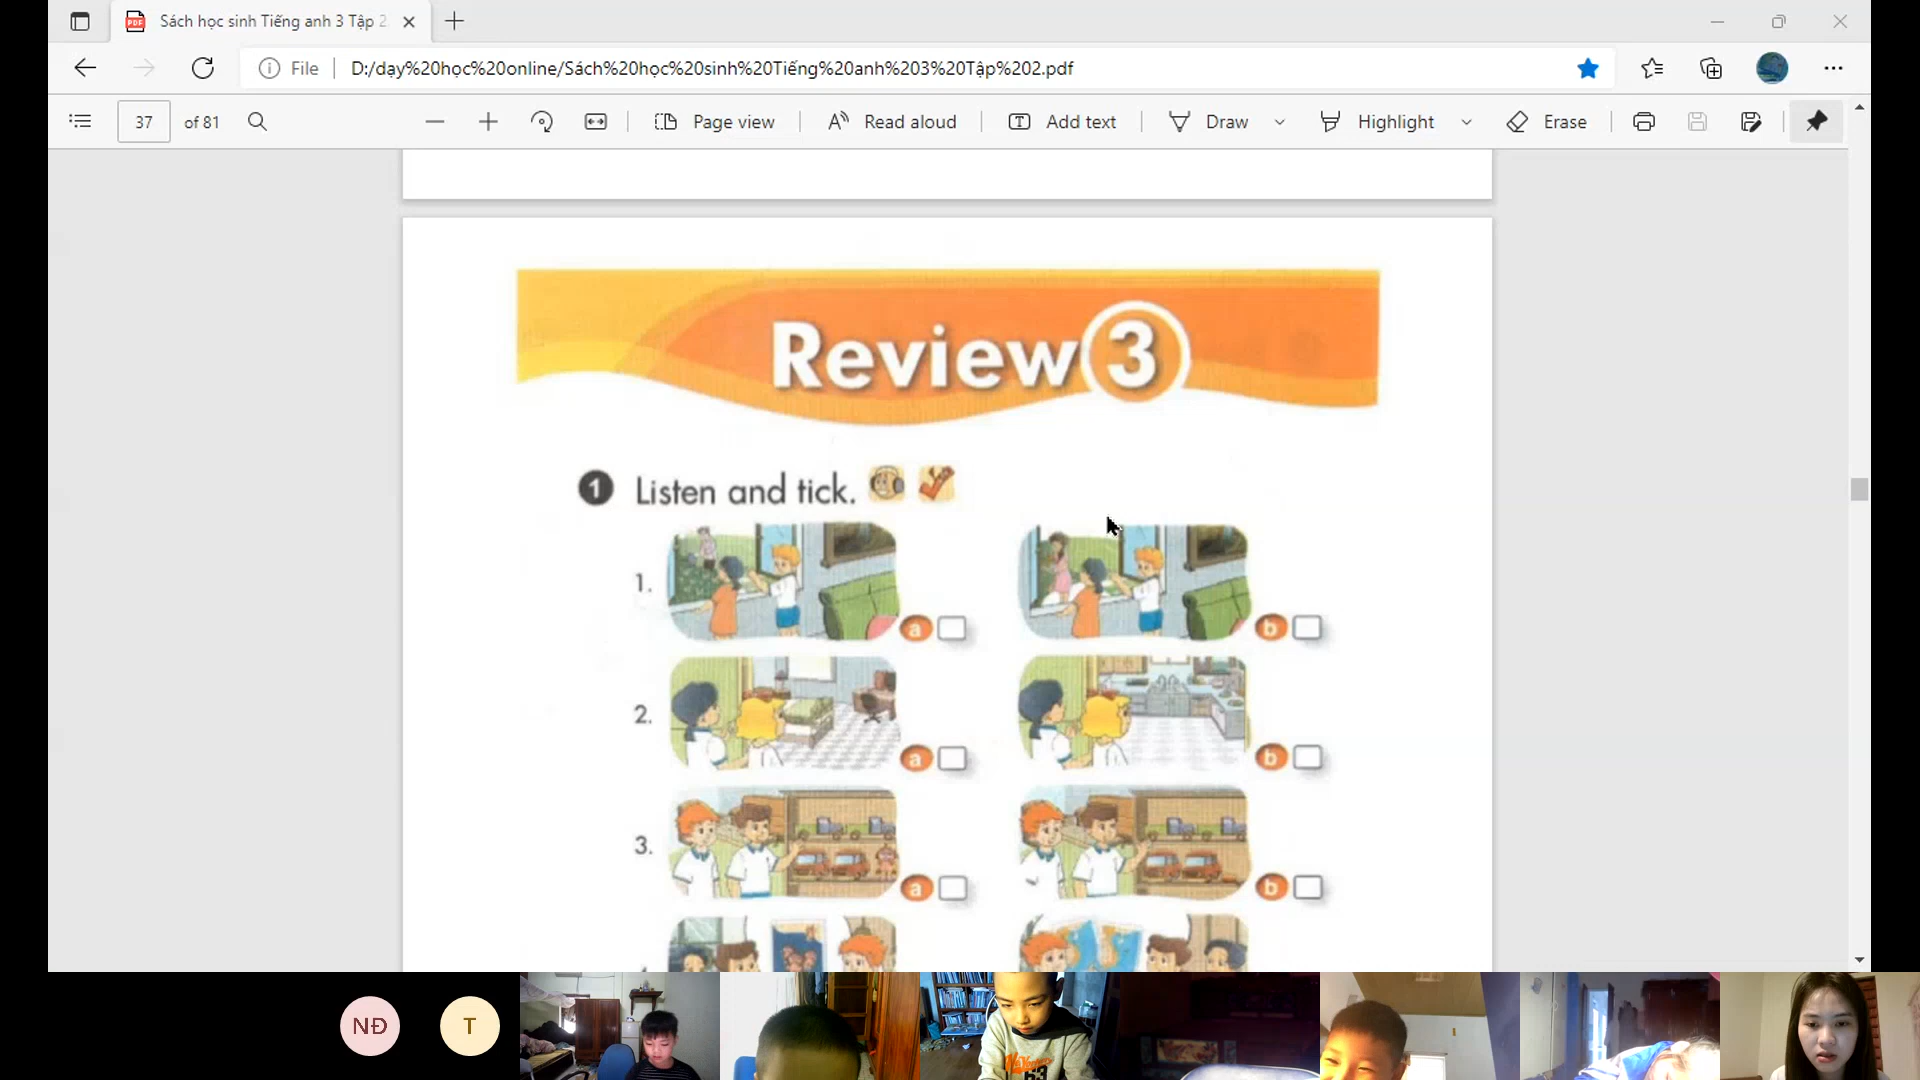 Sách học sinh Tiếng anh 3 Tập 2
File
D:/dạy%20học%20online/Sách%20học%20sinh%20Tiếng%20anh%203%20Tập%202.pdf
37 of 81
Page view
Read aloud
Add text
Draw
Highlight
Erase
Review 3
1 Listen and tick.
1. a b
2. a b
3. a b
NĐ
T
63